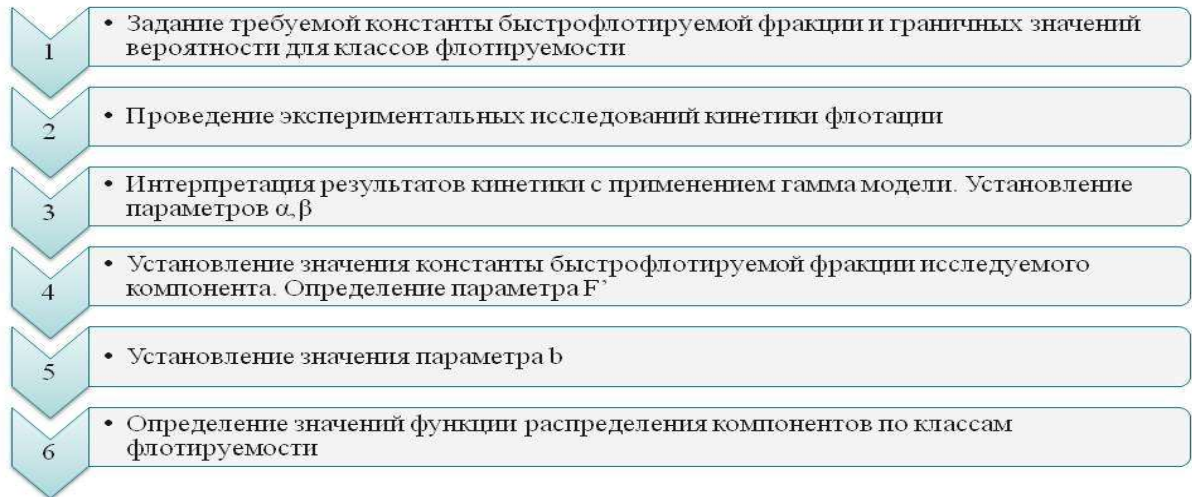 1
• Задание требуемой константы быстрофлотируемой фракции и граничных значений
вероятности для классов флотируемости
2
• Проведение экспериментальных исследований кинетики флотации
3
• Интерпретация результатов кинетики с применением гамма модели. Установление
параметров α,β
4
• Установление значения константы быстрофлотируемой фракции исследуемого
компонента. Определение параметра F’
5
• Установление значения параметра b
6
• Определение значений функции распределения компонентов по классам
флотируемости